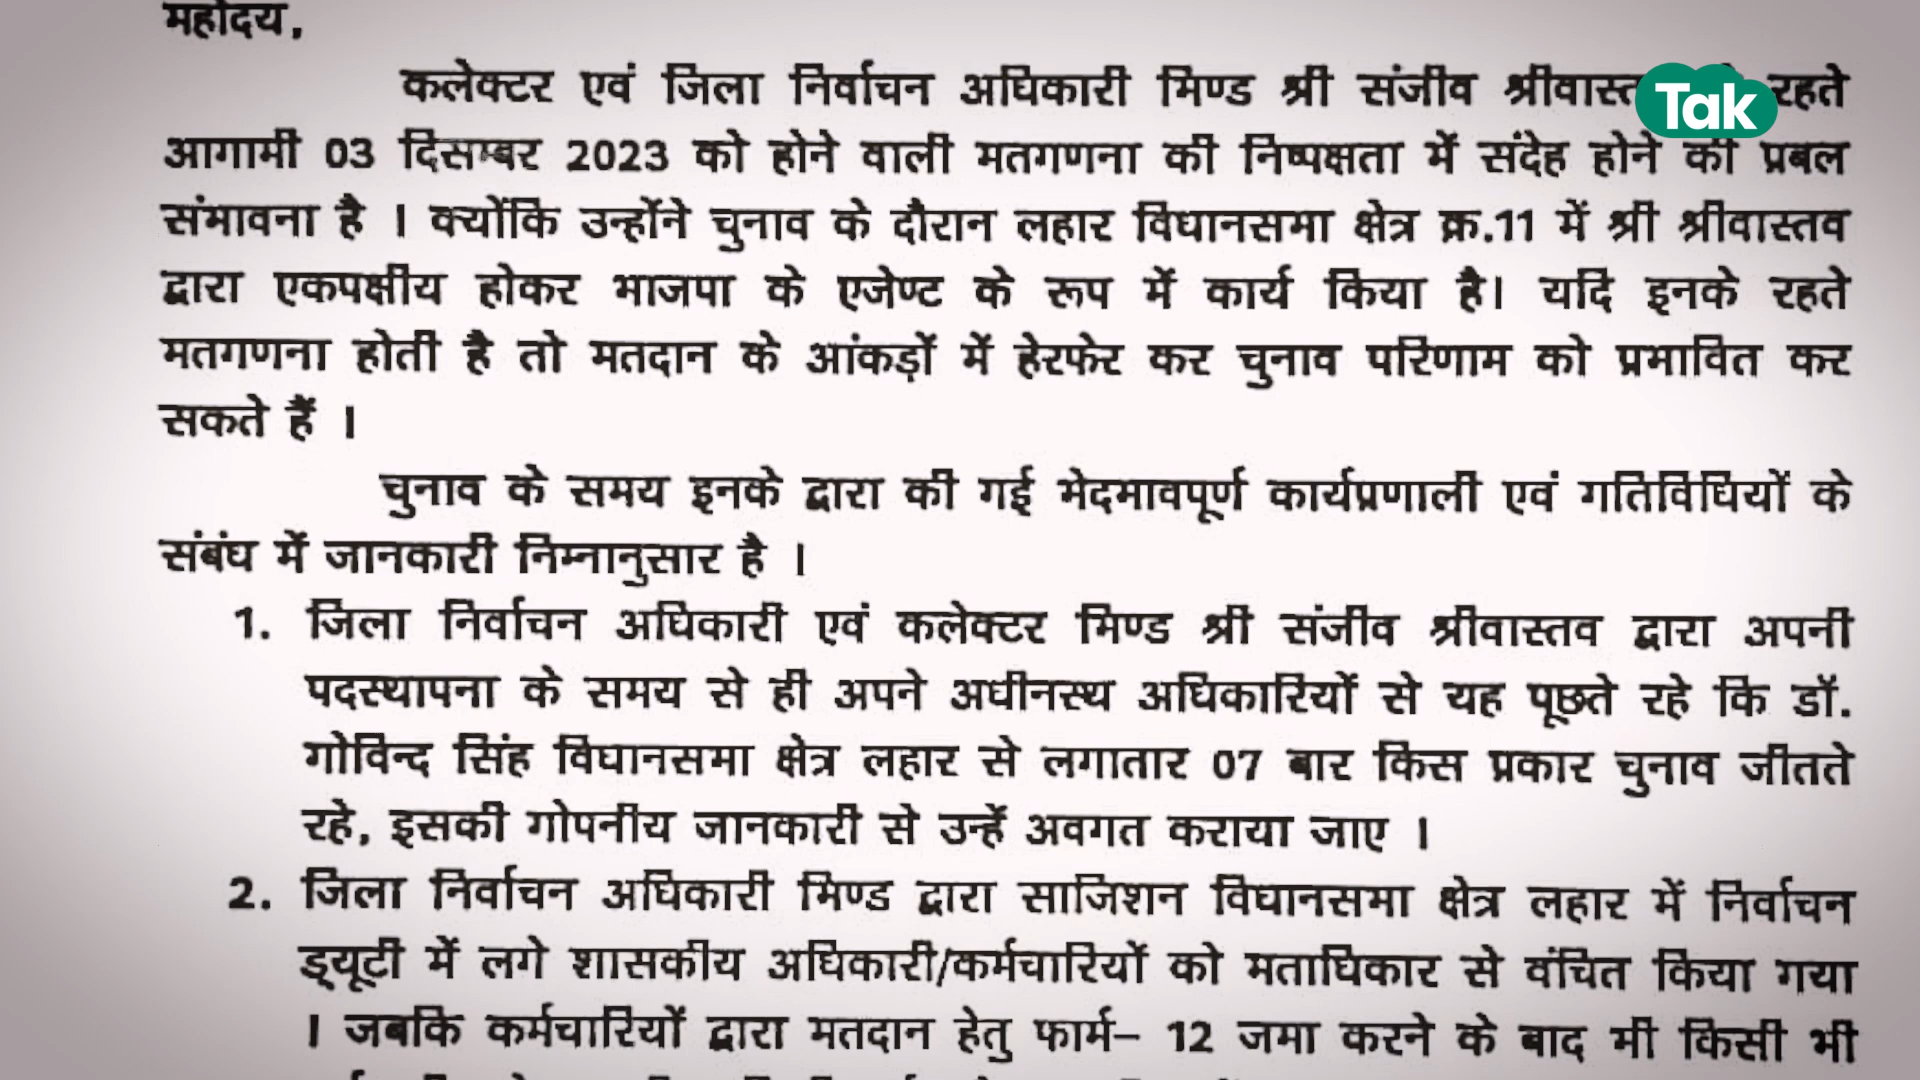 महोदय,
कलेक्टर एवं जिला निर्वाचन अधिकारी भिण्ड श्री संजीव रहते
Tak
आगामी 03 दिसम्बर 2023 को होने वाली मतगणना की निष्पक्षता में संदेह होने की प्रबल
संभावना है । क्योंकि उन्होंने चुनाव के दौरान लहार विधानसभा क्षेत्र क्र.11 में श्री श्रीवास्तव
द्वारा एकपक्षीय होकर भाजपा के एजेण्ट के रूप में कार्य किया है। यदि इनके रहते
मतगणना होती है तो मतदान के आंकड़ों में हेरफेर कर चुनाव परिणाम को प्रभावित कर
सकते हैं ।
चुनाव के समय इनके द्वारा की गई भेदभावपूर्ण कार्यप्रणाली एवं गतिविधियों के
संबंध में जानकारी निम्नानुसार है ।
1. जिला निर्वाचन अधिकारी एवं कलेक्टर भिण्ड श्री संजीव श्रीवास्तव द्वारा अपनी
पदस्थापना के समय से ही अपने अधीनस्थ अधिकारियों से यह पूछते रहे कि डॉ.
गोविन्द सिंह विधानसभा क्षेत्र लहार से लगातार 07 बार किस प्रकार चुनाव जीतते
रहे, इसकी गोपनीय जानकारी से उन्हें अवगत कराया जाए ।
2. जिला निर्वाचन अधिकारी भिण्ड द्वारा साजिशन विधानसभा क्षेत्र लहार में निर्वाचन
ड्यूटी में लगे शासकीय अधिकारी/कर्मचारियों को मताधिकार से वंचित किया गया
। जबकि कर्मचारियों द्वारा मतदान हेतु फार्म– 12 जमा करने के बाद भी किसी भी